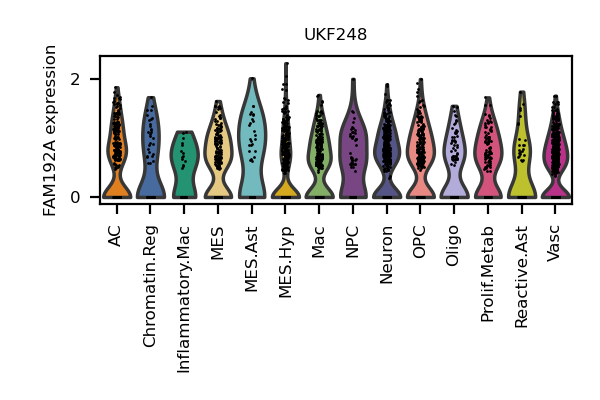 UKF248
FAM192A expression
2
0
AC
Chromatin.Reg
Inflammatory.Mac
MES
MES.Ast
MES.Hyp
Mac
NPC
Neuron
OPC
Oligo
Prolif.Metab
Reactive.Ast
Vasc